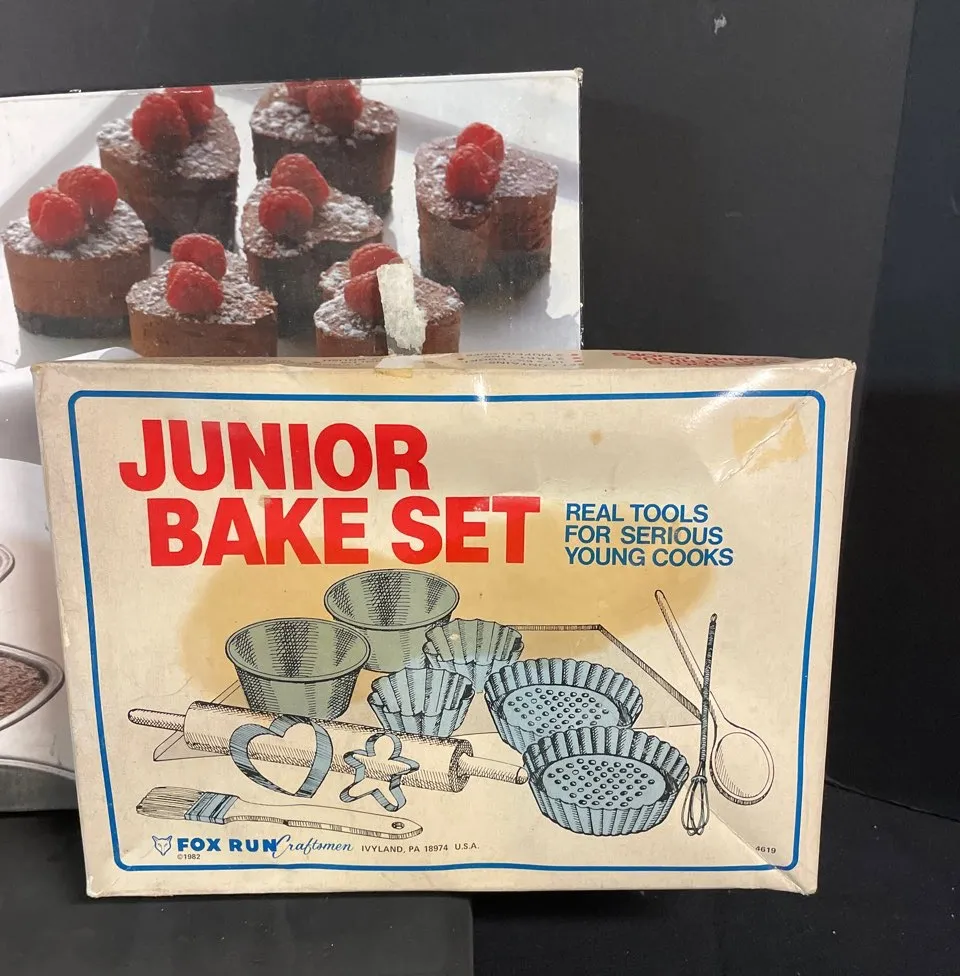 JUNIOR
BAKE SET
REAL TOOLS
FOR SERIOUS
YOUNG COOKS
FOX RUN Craftsmen IVYLAND, PA 18974 U.S.A.
©1982
4619